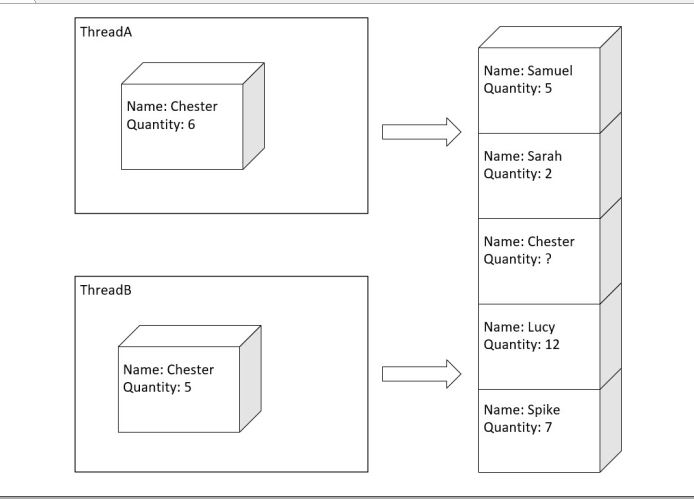 ThreadA
Name: Chester
Quantity: 6
ThreadB
Name: Chester
Quantity: 5
Name: Samuel
Quantity: 5
Name: Sarah
Quantity: 2
Name: Chester
Quantity: ?
Name: Lucy
Quantity: 12
Name: Spike
Quantity: 7